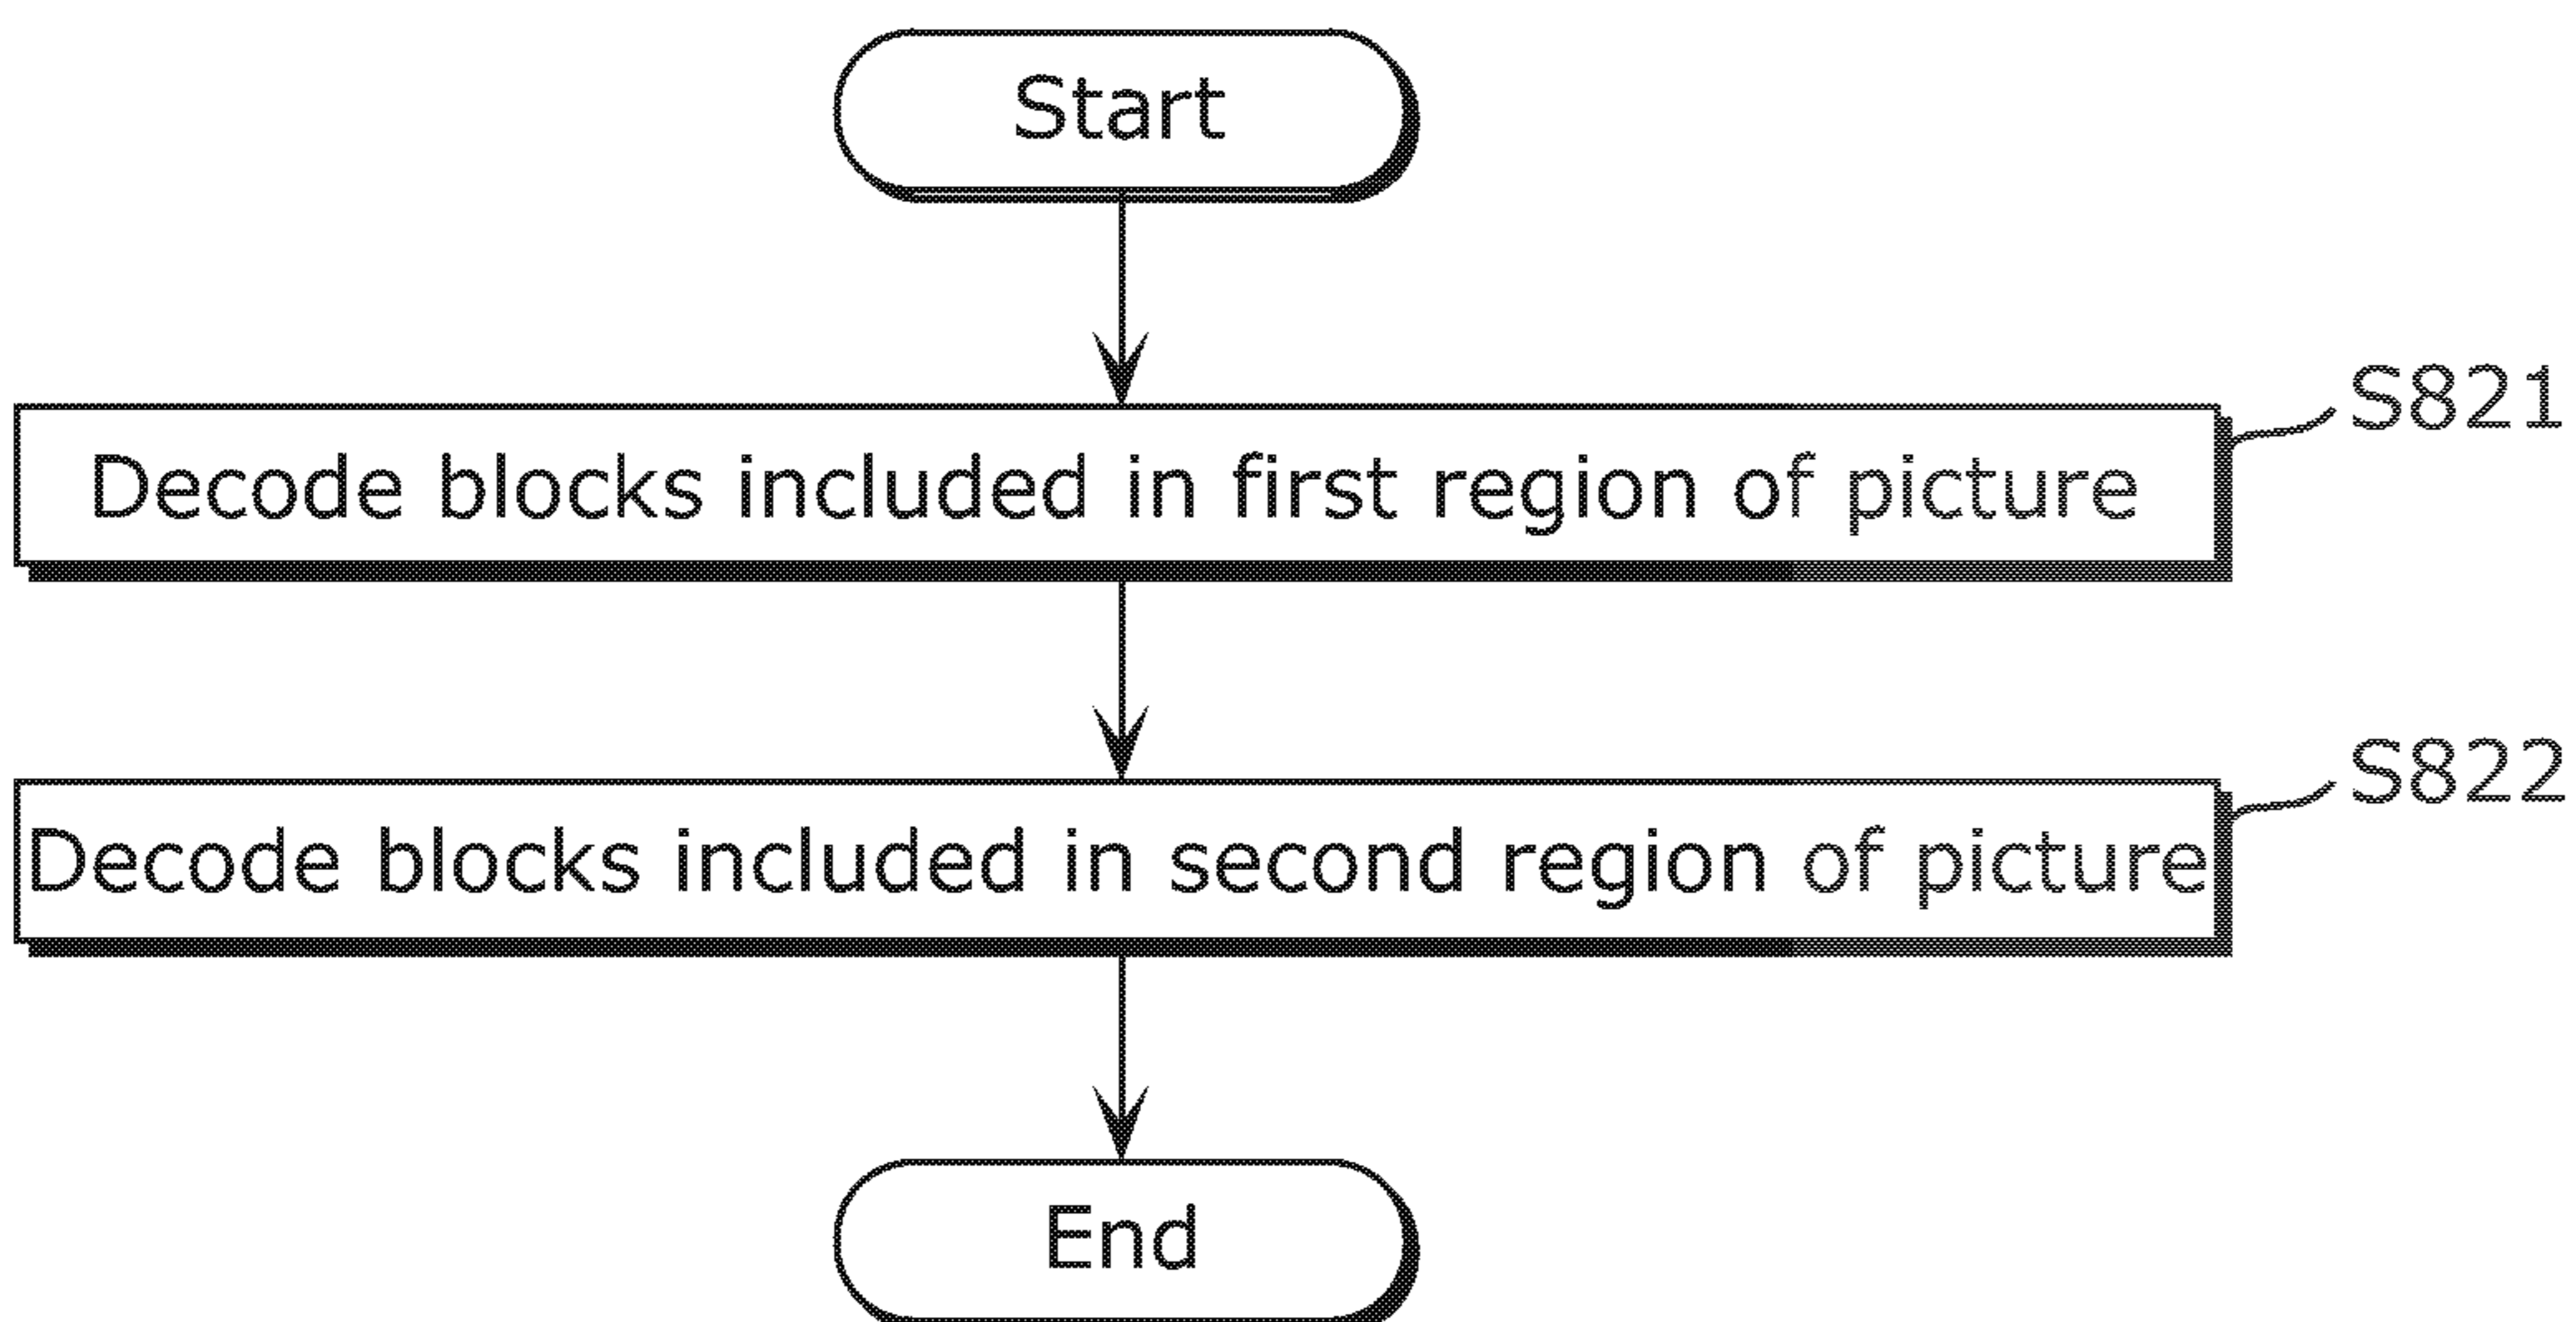 Start
S821
Decode blocks included in first region of picture
S822
Decode blocks included in second region of picture
End